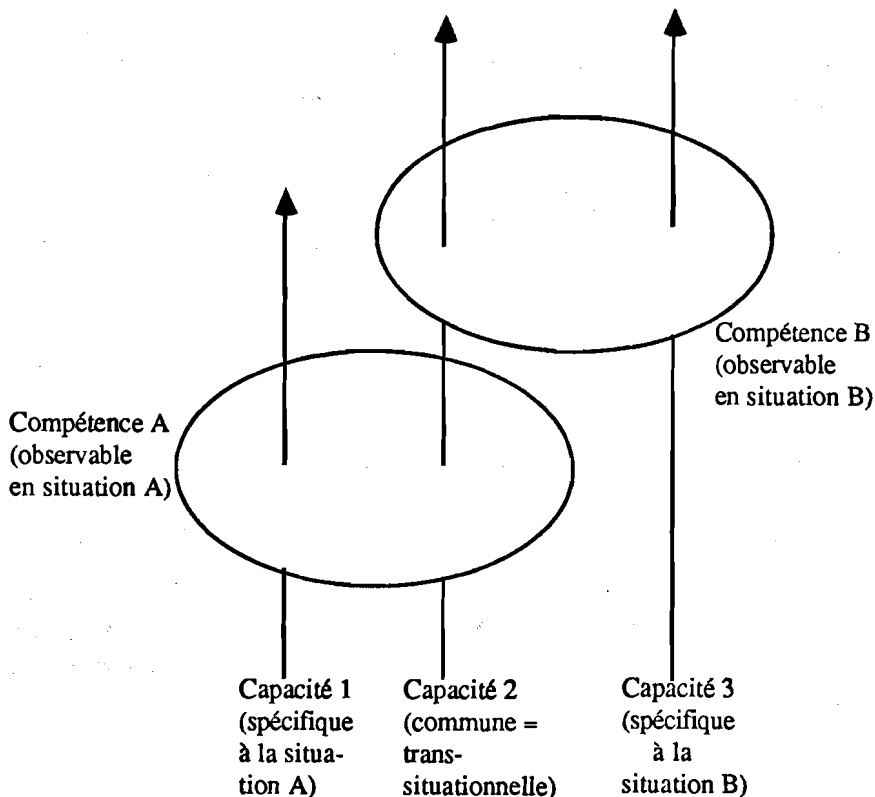 Compétence B
(observable
en situation B)
Compétence A
(observable
en situation A)
Capacité 1
(spécifique
à la situa-
tion A)
Capacité 2
(commune =
trans-
situationnelle)
Capacité 3
(spécifique
à la
situation B)